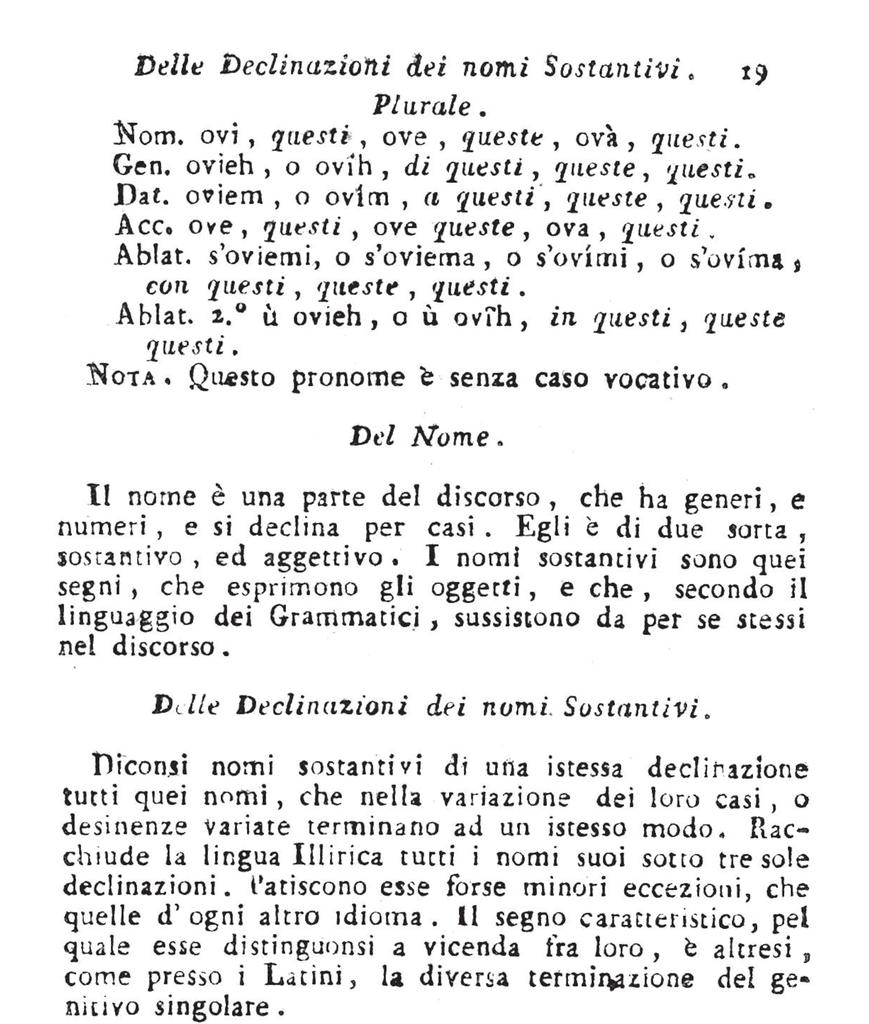 Delle Declinazioni dei nomi Sostantivi. 19
Plurale.
Nom. ovi, questi, ove, queste, ovà, questi.
Gen. ovieh, o ovîh, di questi, queste, questi.
Dat. oviem, o ovîm, a questi, queste, questi.
Acc. ove, questi, ove queste, ova, questi.
Ablat. s'oviemi, o s'oviema, o s'ovími, o s'ovíma,
con questi, queste, questi.
Ablat. 2.º ù ovieh, o ù ovîh, in questi, queste
questi.
NOTA. Questo pronome è senza caso vocativo.
Del Nome.
Il nome è una parte del discorso, che ha generi, e
numeri, e si declina per casi. Egli è di due sorta,
sostantivo, ed aggettivo. I nomi sostantivi sono quei
segni, che esprimono gli oggetti, e che, secondo il
linguaggio dei Grammatici, sussistono da per se stessi
nel discorso.
Delle Declinazioni dei nomi Sostantivi.
Diconsi nomi sostantivi di una istessa declinazione
tutti quei nomi, che nella variazione dei loro casi, o
desinenze variate terminano ad un istesso modo. Rac-
chiude la lingua Illirica tutti i nomi suoi sotto tre sole
declinazioni. Patiscono esse forse minori eccezioni, che
quelle d'ogni altro idioma. Il segno caratteristico, pel
quale esse distinguonsi a vicenda fra loro, è altresi,
come presso i Latini, la diversa terminazione del ge-
nitivo singolare.